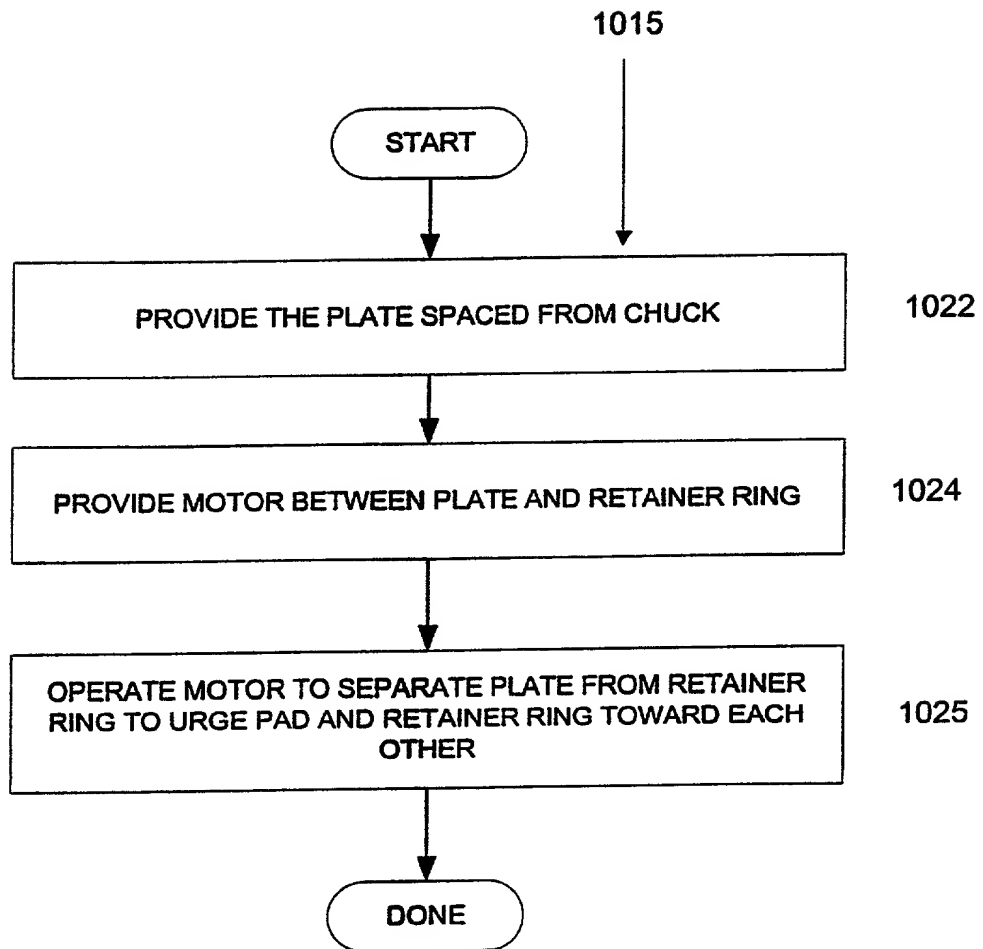 1015
START
PROVIDE THE PLATE SPACED FROM CHUCK
1022
PROVIDE MOTOR BETWEEN PLATE AND RETAINER RING
1024
OPERATE MOTOR TO SEPARATE PLATE FROM RETAINER
RING TO URGE PAD AND RETAINER RING TOWARD EACH
OTHER
1025
DONE